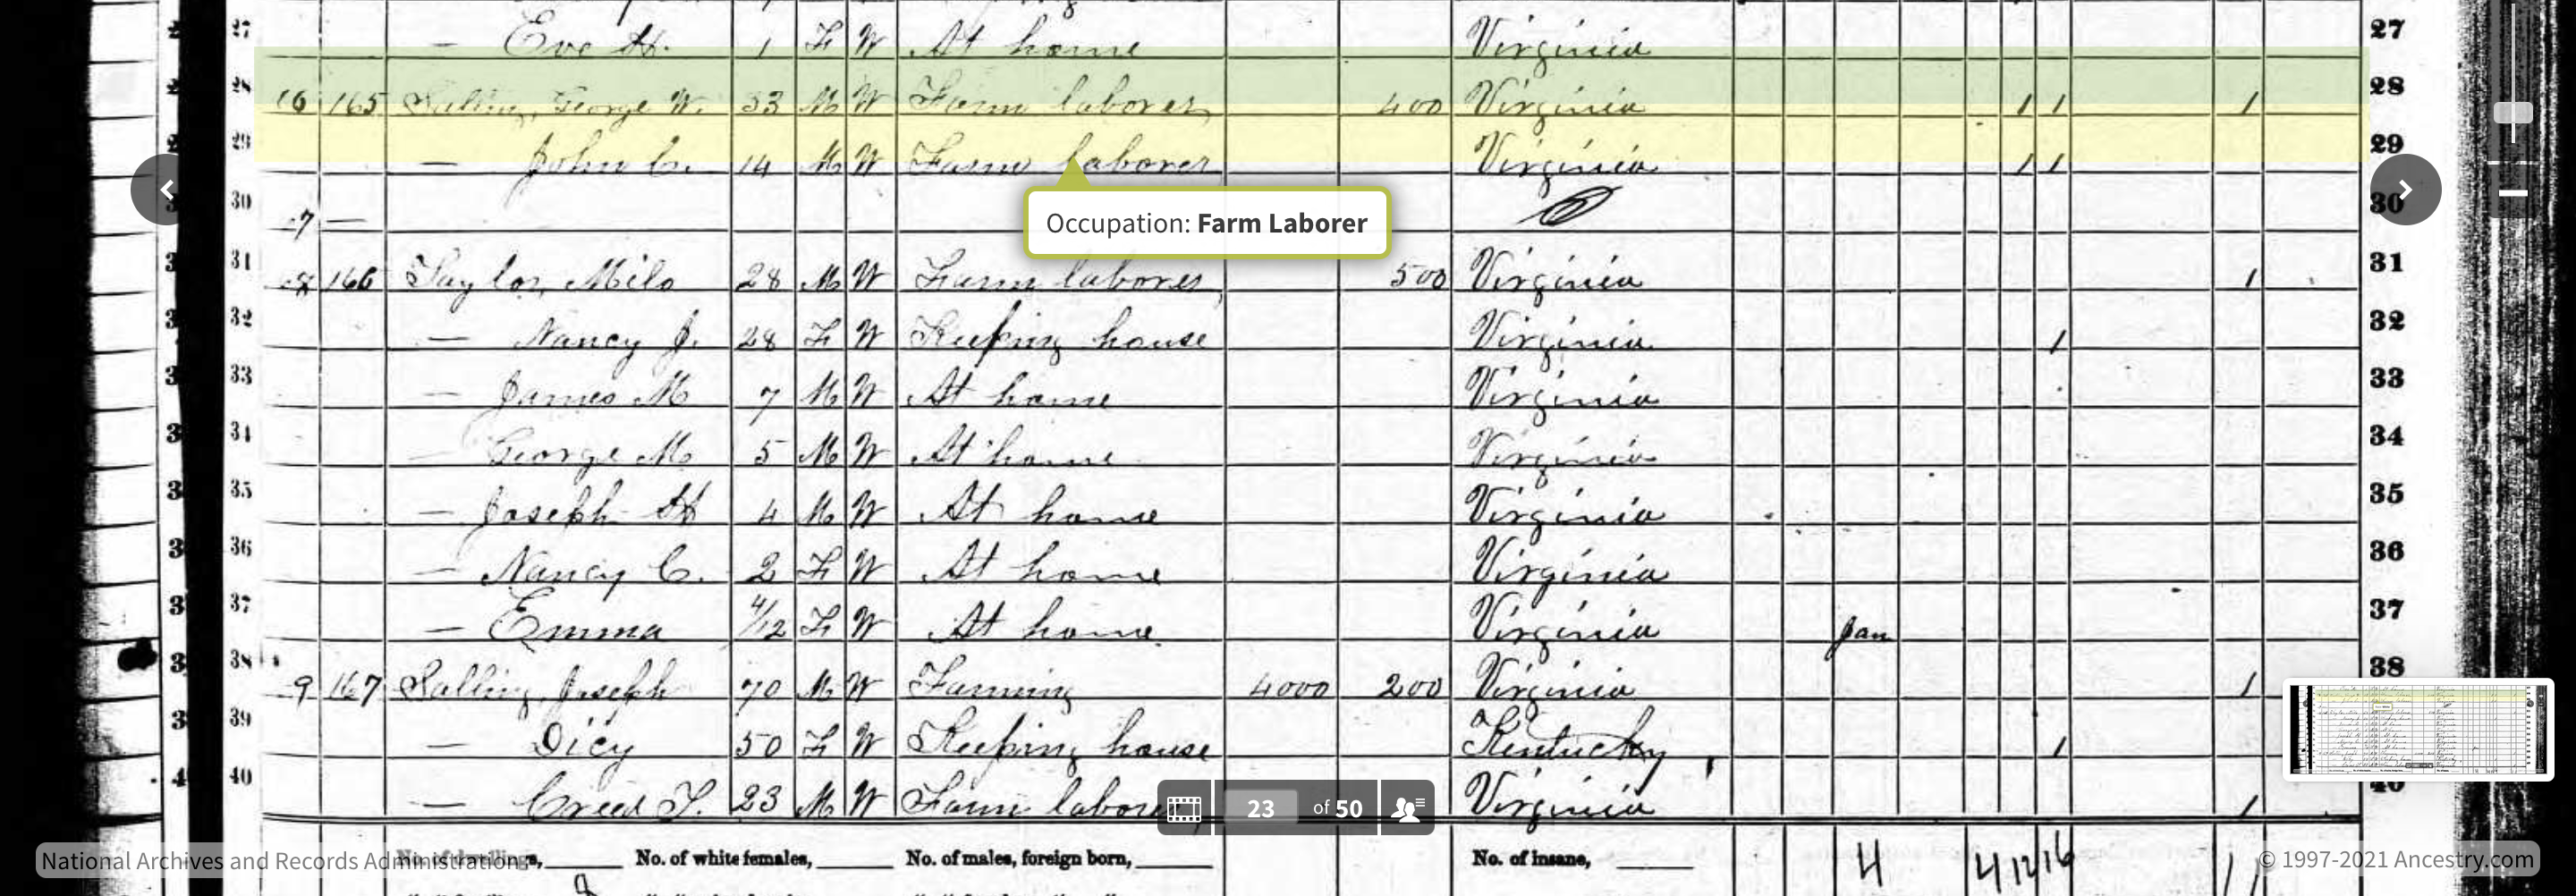 27 — Eve H. 1 F W At home Virginia 27
28 16 165 Salling, George W. 33 M W Farm laborer 400 Virginia 1 1 1 28
29 — John C. 14 M W Farm laborer Virginia 1 1 29
30 7 — 30
Occupation: Farm Laborer
31 8 166 Taylor, Milo 28 M W Farm laborer 500 Virginia 1 31
32 — Nancy J. 28 F W Keeping house Virginia 1 32
33 — James M 7 M W At home Virginia 33
34 — George M 5 M W At home Virginia 34
35 — Joseph H 4 M W At home Virginia 35
36 — Nancy C. 2 F W At home Virginia 36
37 — Emma 4/12 F W At home Virginia Jan 37
38 9 167 Salling, Joseph 70 M W Farming 4000 200 Virginia 1 38
39 — Dicy 50 F W Keeping house Kentucky 1 39
40 — Creed T. 23 M W Farm laborer Virginia 1 40
23 of 50
National Archives and Records Administration
No. of dwellings, No. of white females, No. of males, foreign born, No. of insane, 4 4 12 16 11
© 1997-2021 Ancestry.com